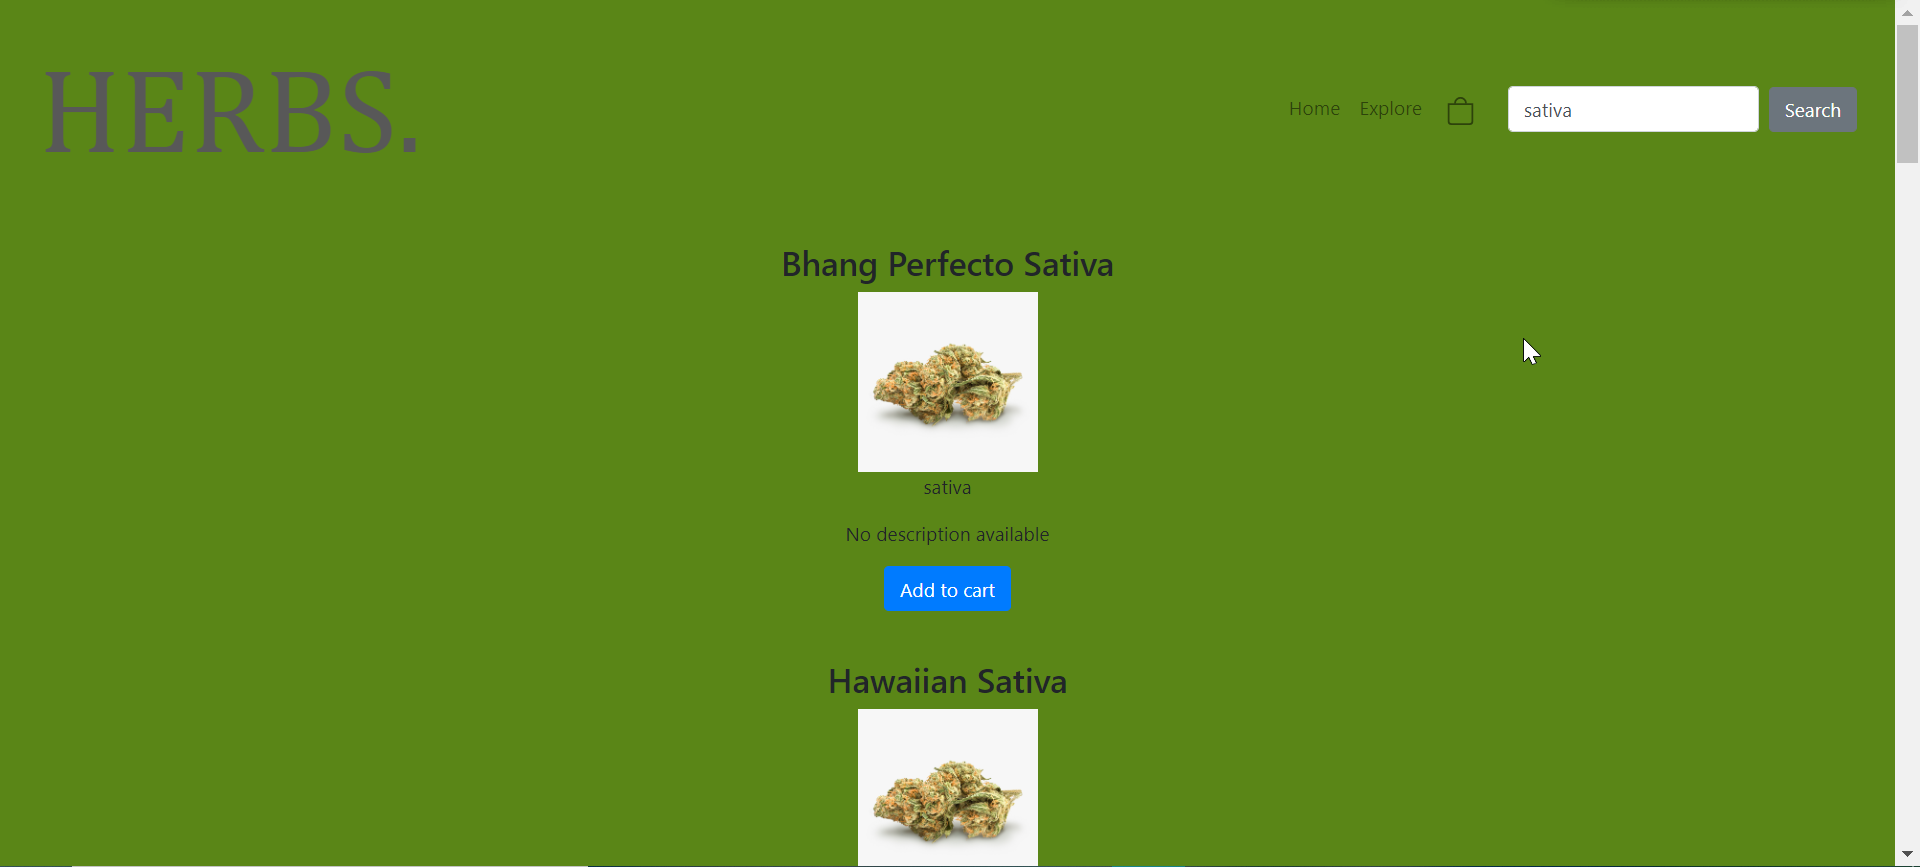 HERBS.
Home Explore sativa Search
Bhang Perfecto Sativa
sativa
No description available
Add to cart
Hawaiian Sativa